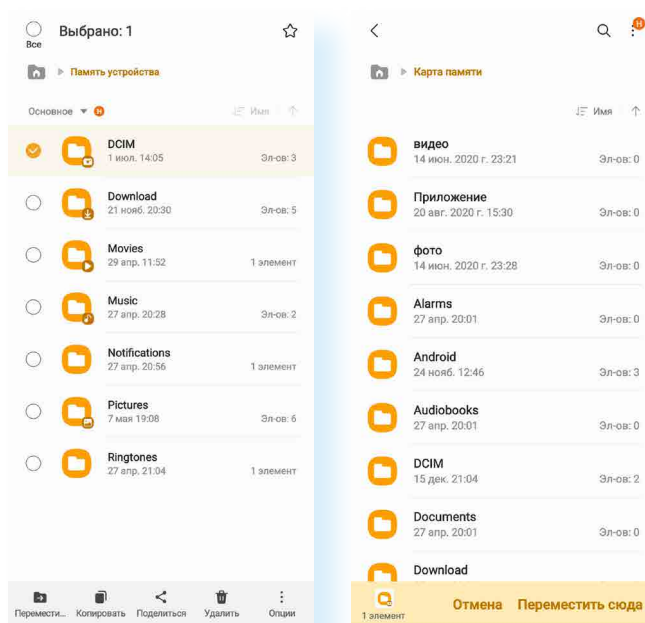 Выбрано: 1
Все
Память устройства
Основное
Н
Имя
DCIM
1 июл. 14:05
Эл-ов: 3
Download
21 нояб. 20:30
Эл-ов: 5
Movies
29 апр. 11:52
1 элемент
Music
27 апр. 20:28
Эл-ов: 2
Notifications
27 апр. 20:56
1 элемент
Pictures
7 мая 19:08
Эл-ов: 6
Ringtones
27 апр. 21:04
1 элемент
Перемести...
Копировать
Поделиться
Удалить
Опции
Н
Карта памяти
Имя
видео
14 июн. 2020 г. 23:21
Эл-ов: 0
Приложение
20 авг. 2020 г. 15:30
Эл-ов: 0
фото
14 июн. 2020 г. 23:28
Эл-ов: 0
Alarms
27 апр. 20:01
Эл-ов: 0
Android
24 нояб. 12:46
Эл-ов: 3
Audiobooks
27 апр. 20:01
Эл-ов: 0
DCIM
15 дек. 21:04
Эл-ов: 2
Documents
27 апр. 20:01
Эл-ов: 0
Download
1 элемент
Отмена
Переместить сюда